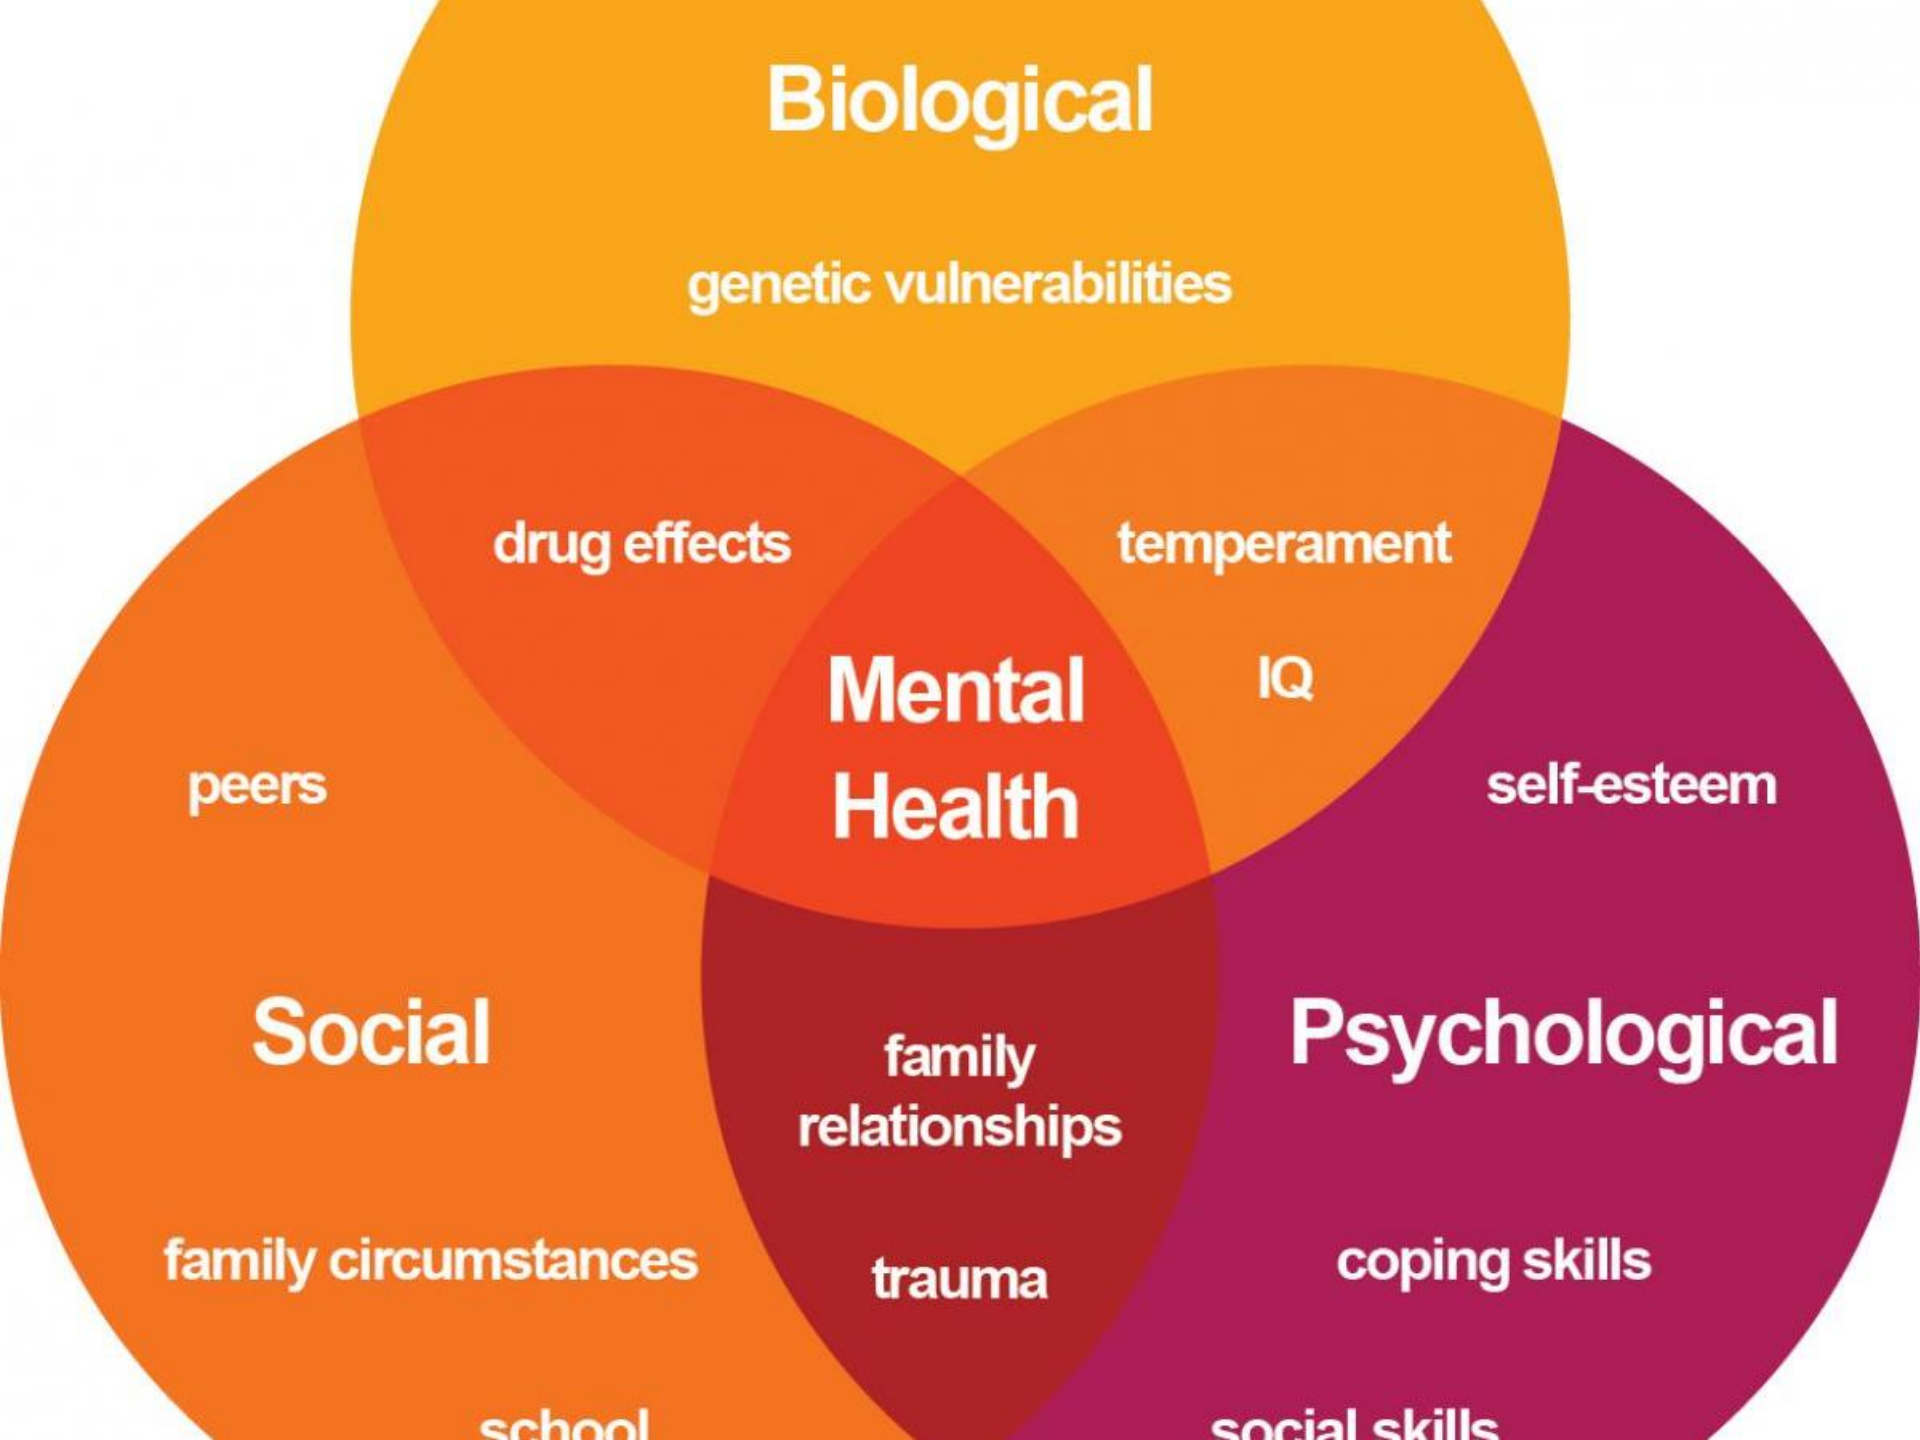 Biological
genetic vulnerabilities
drug effects
temperament
Mental
Health
IQ
peers
self-esteem
Social
Psychological
family
relationships
family circumstances
trauma
coping skills
school
social skills